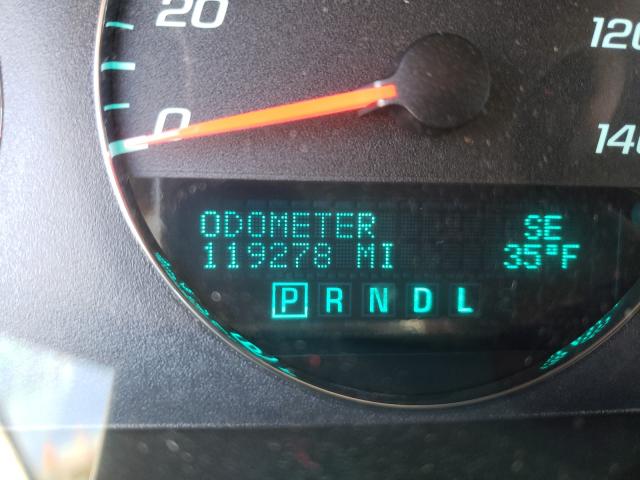 20
0
120
140
ODOMETER SE
119278 MI 35°F
P R N D L